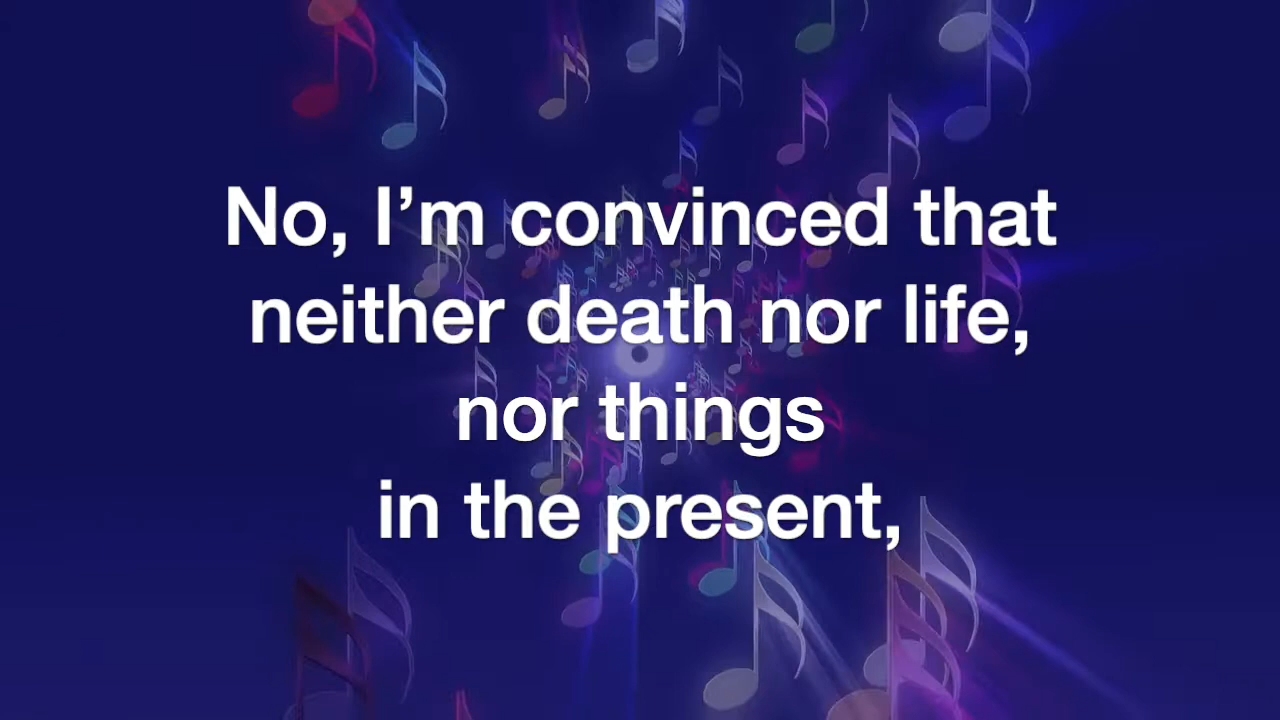 No, I’m convinced that
neither death nor life,
nor things
in the present,